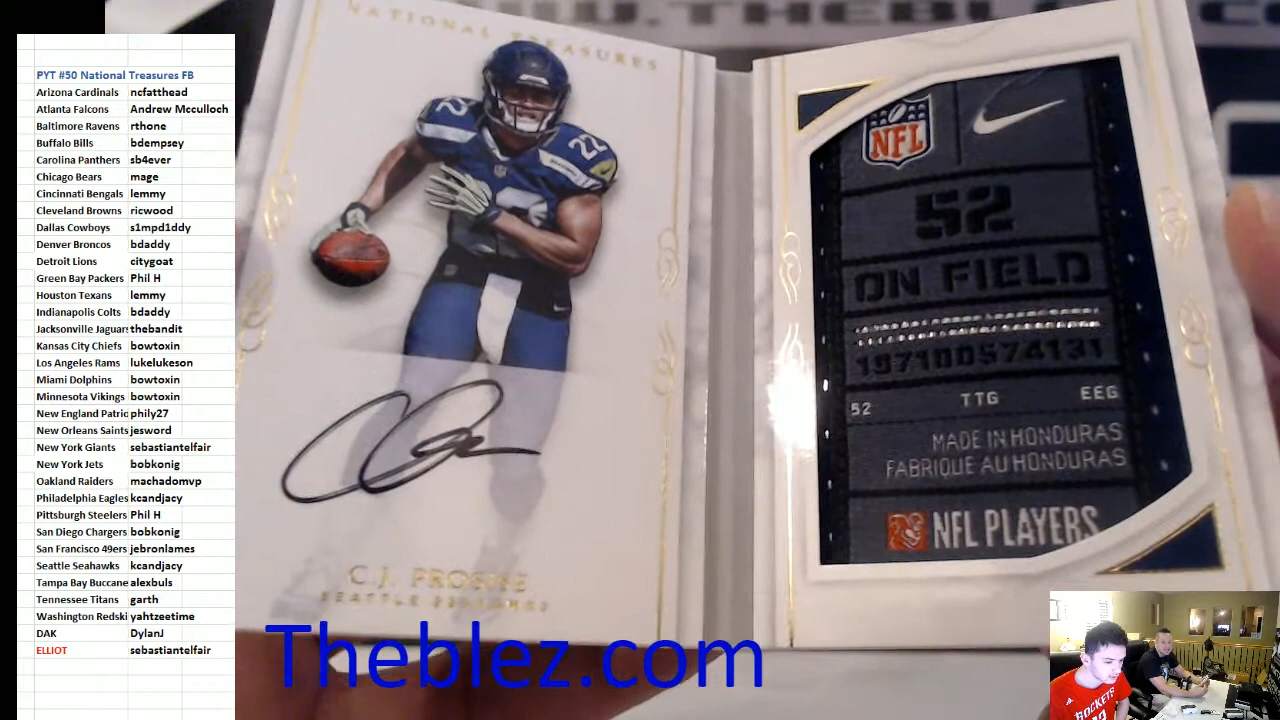 PYT #50 National Treasures FB
Arizona Cardinals ncfatthead
Atlanta Falcons Andrew Mcculloch
Baltimore Ravens rthone
Buffalo Bills bdempsey
Carolina Panthers sb4ever
Chicago Bears mage
Cincinnati Bengals lemmy
Cleveland Browns ricwood
Dallas Cowboys s1mpd1ddy
Denver Broncos bdaddy
Detroit Lions citygoat
Green Bay Packers Phil H
Houston Texans lemmy
Indianapolis Colts bdaddy
Jacksonville Jaguars thebandit
Kansas City Chiefs bowtoxin
Los Angeles Rams lukelukeson
Miami Dolphins bowtoxin
Minnesota Vikings bowtoxin
New England Patrio phily27
New Orleans Saints jesword
New York Giants sebastiantelfair
New York Jets bobkonig
Oakland Raiders machadomvp
Philadelphia Eagles kcandjacy
Pittsburgh Steelers Phil H
San Diego Chargers bobkonig
San Francisco 49ers jebronlames
Seattle Seahawks kcandjacy
Tampa Bay Buccane alexbuls
Tennessee Titans garth
Washington Redski yahtzeetime
DAK DylanJ
ELLIOT sebastiantelfair
NATIONAL TREASURES
22
22
C.J. PROSISE
SEATTLE SEAHAWKS
NFL
52
ON FIELD
197100574131
52 TTG EEG
MADE IN HONDURAS
FABRIQUE AU HONDURAS
NFL PLAYERS
Theblez.com
ROCKETS